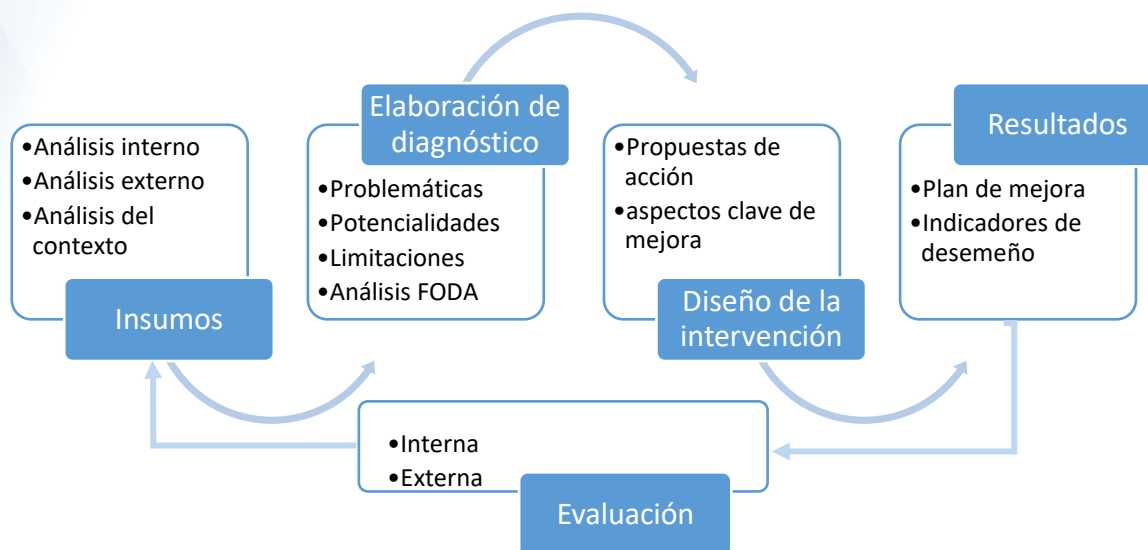 •Análisis interno
•Análisis externo
•Análisis del
contexto
Insumos
Elaboración de
diagnóstico
•Problemáticas
•Potencialidades
•Limitaciones
•Análisis FODA
•Propuestas de
acción
•aspectos clave de
mejora
Diseño de la
intervención
Resultados
•Plan de mejora
•Indicadores de
desemeño
•Interna
•Externa
Evaluación